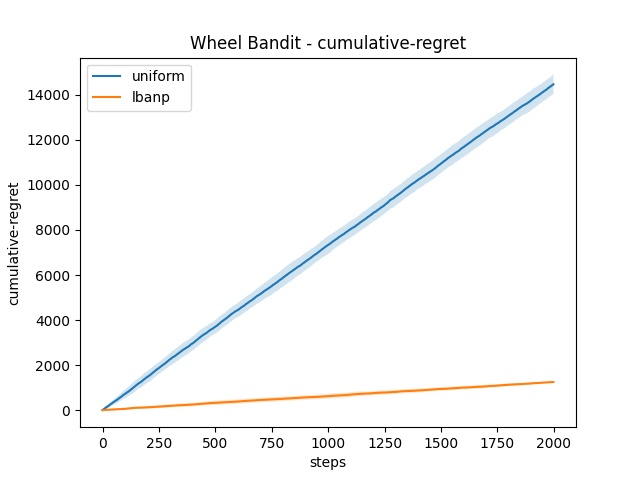 Wheel Bandit - cumulative-regret
uniform
lbanp
cumulative-regret
14000
12000
10000
8000
6000
4000
2000
0
0 250 500 750 1000 1250 1500 1750 2000
steps